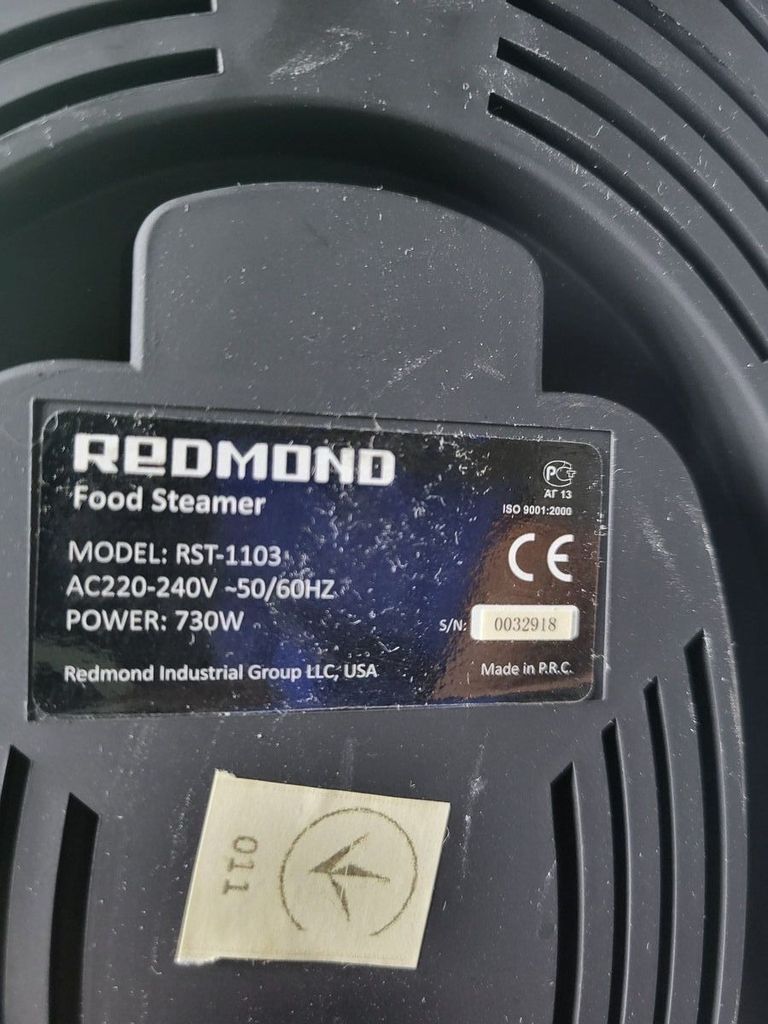 REDMOND
Food Steamer
MODEL: RST-1103
AC220-240V ~50/60HZ
POWER: 730W
Redmond Industrial Group LLC, USA
АГ 13
ISO 9001:2000
CE
S/N: 0032918
Made in P.R.C.
011